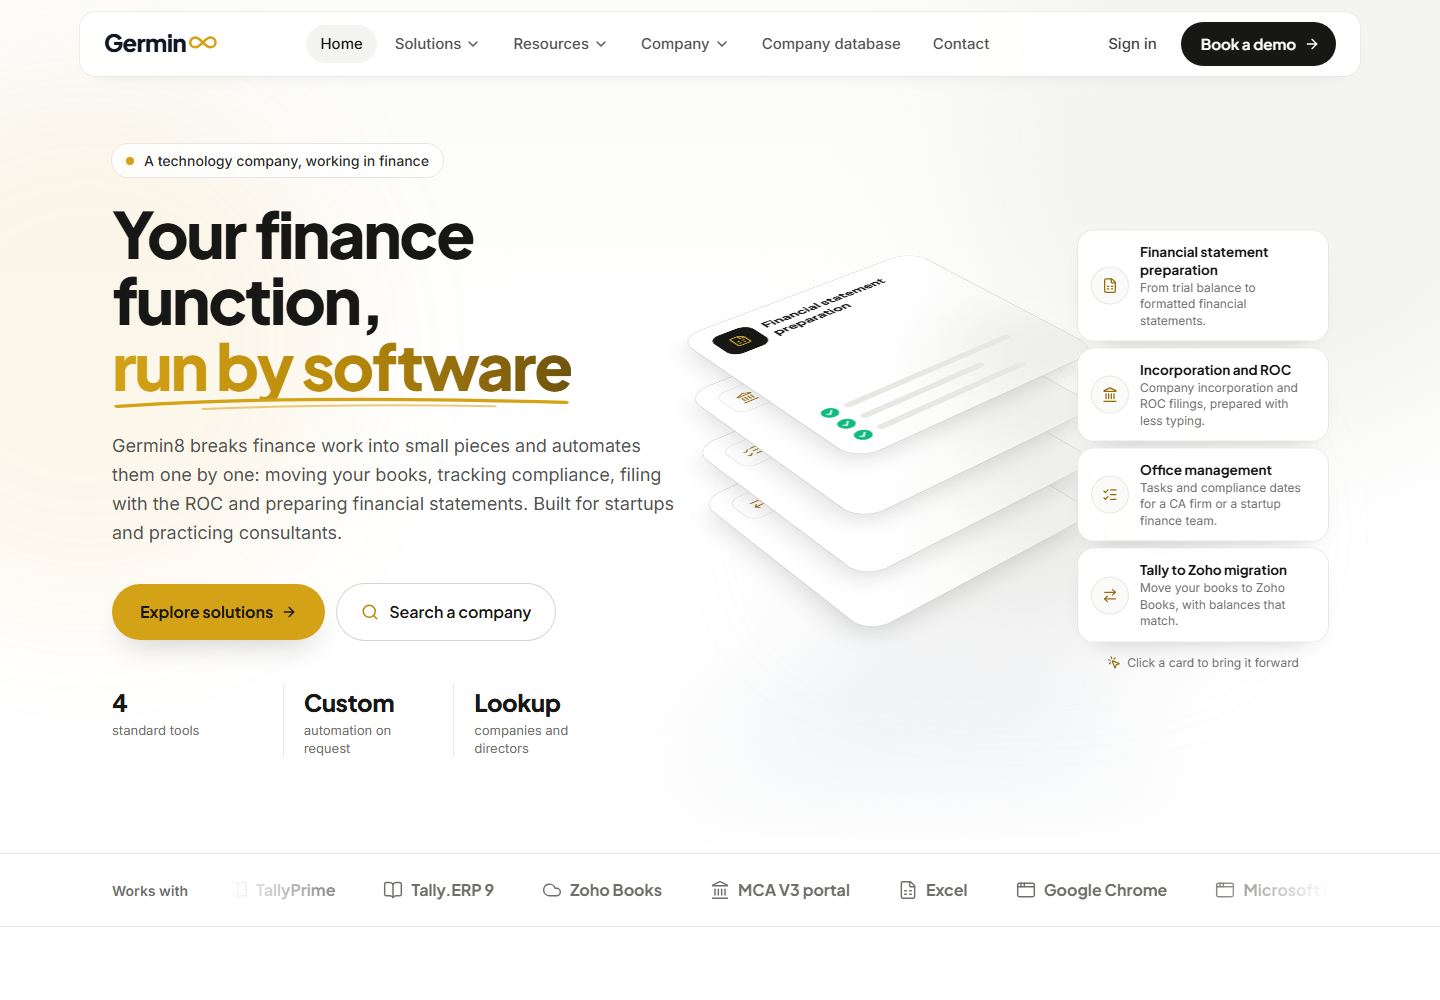 Germin
Home
Solutions
Resources
Company
Company database
Contact
Sign in
Book a demo
A technology company, working in finance
Your finance
function,
run by software
Germin8 breaks finance work into small pieces and automates
them one by one: moving your books, tracking compliance, filing
with the ROC and preparing financial statements. Built for startups
and practicing consultants.
Explore solutions
Search a company
4
standard tools
Custom
automation on
request
Lookup
companies and
directors
Financial statement
preparation
Financial statement
preparation
From trial balance to
formatted financial
statements.
Incorporation and ROC
Company incorporation and
ROC filings, prepared with
less typing.
Office management
Tasks and compliance dates
for a CA firm or a startup
finance team.
Tally to Zoho migration
Move your books to Zoho
Books, with balances that
match.
Click a card to bring it forward
Works with
TallyPrime
Tally.ERP 9
Zoho Books
MCA V3 portal
Excel
Google Chrome
Microsoft